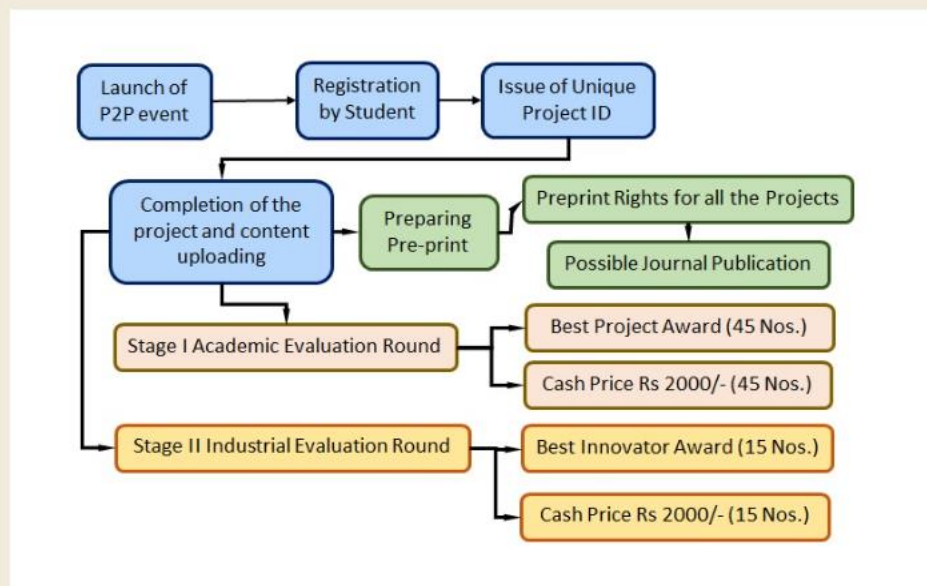 Launch of
P2P event
Registration
by Student
Issue of Unique
Project ID
Completion of the
project and content
uploading
Preparing
Pre-print
Preprint Rights for all the Projects
Possible Journal Publication
Stage I Academic Evaluation Round
Best Project Award (45 Nos.)
Cash Price Rs 2000/- (45 Nos.)
Stage II Industrial Evaluation Round
Best Innovator Award (15 Nos.)
Cash Price Rs 2000/- (15 Nos.)